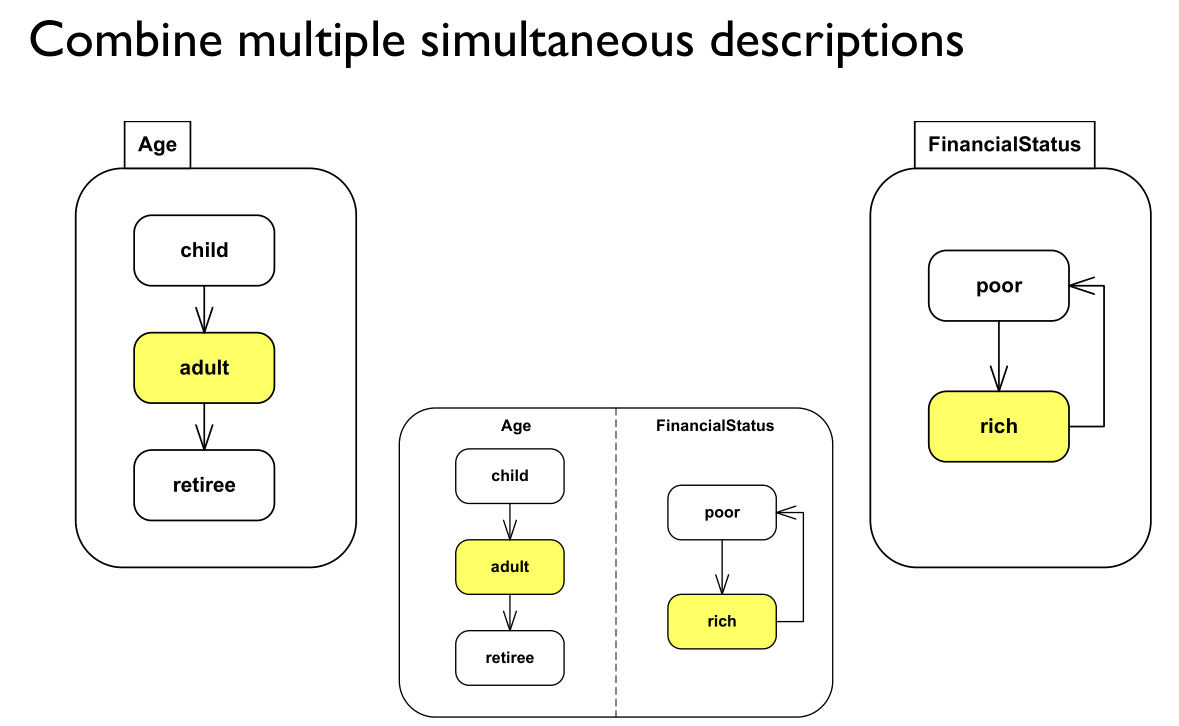 Combine multiple simultaneous descriptions
Age
child
adult
retiree
FinancialStatus
poor
rich
Age
child
adult
retiree
FinancialStatus
poor
rich